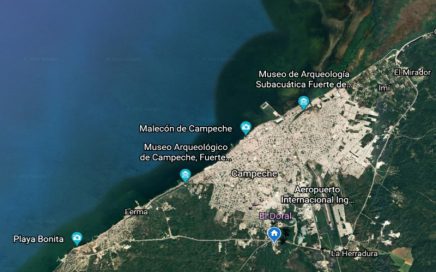 Museo de Arqueología
Subacuática Fuerte de...
El Mirador
Imi
Malecón de Campeche
Museo Arqueológico
de Campeche, Fuerte...
Campeche
Aeropuerto
Internacional Ing...
Lerma
El Doral
Playa Bonita
La Herradura